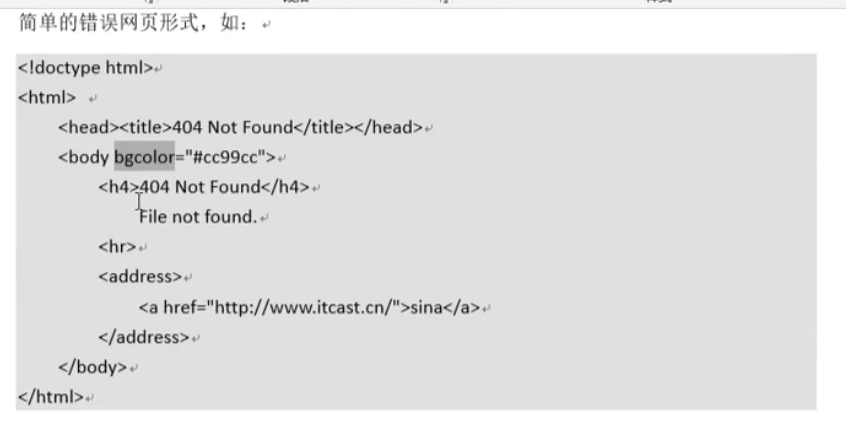 简单的错误网页形式，如：
<!doctype html>
<html>
<head><title>404 Not Found</title></head>
<body bgcolor="#cc99cc">
<h4>404 Not Found</h4>
File not found.
<hr>
<address>
<a href="http://www.itcast.cn/">sina</a>
</address>
</body>
</html>